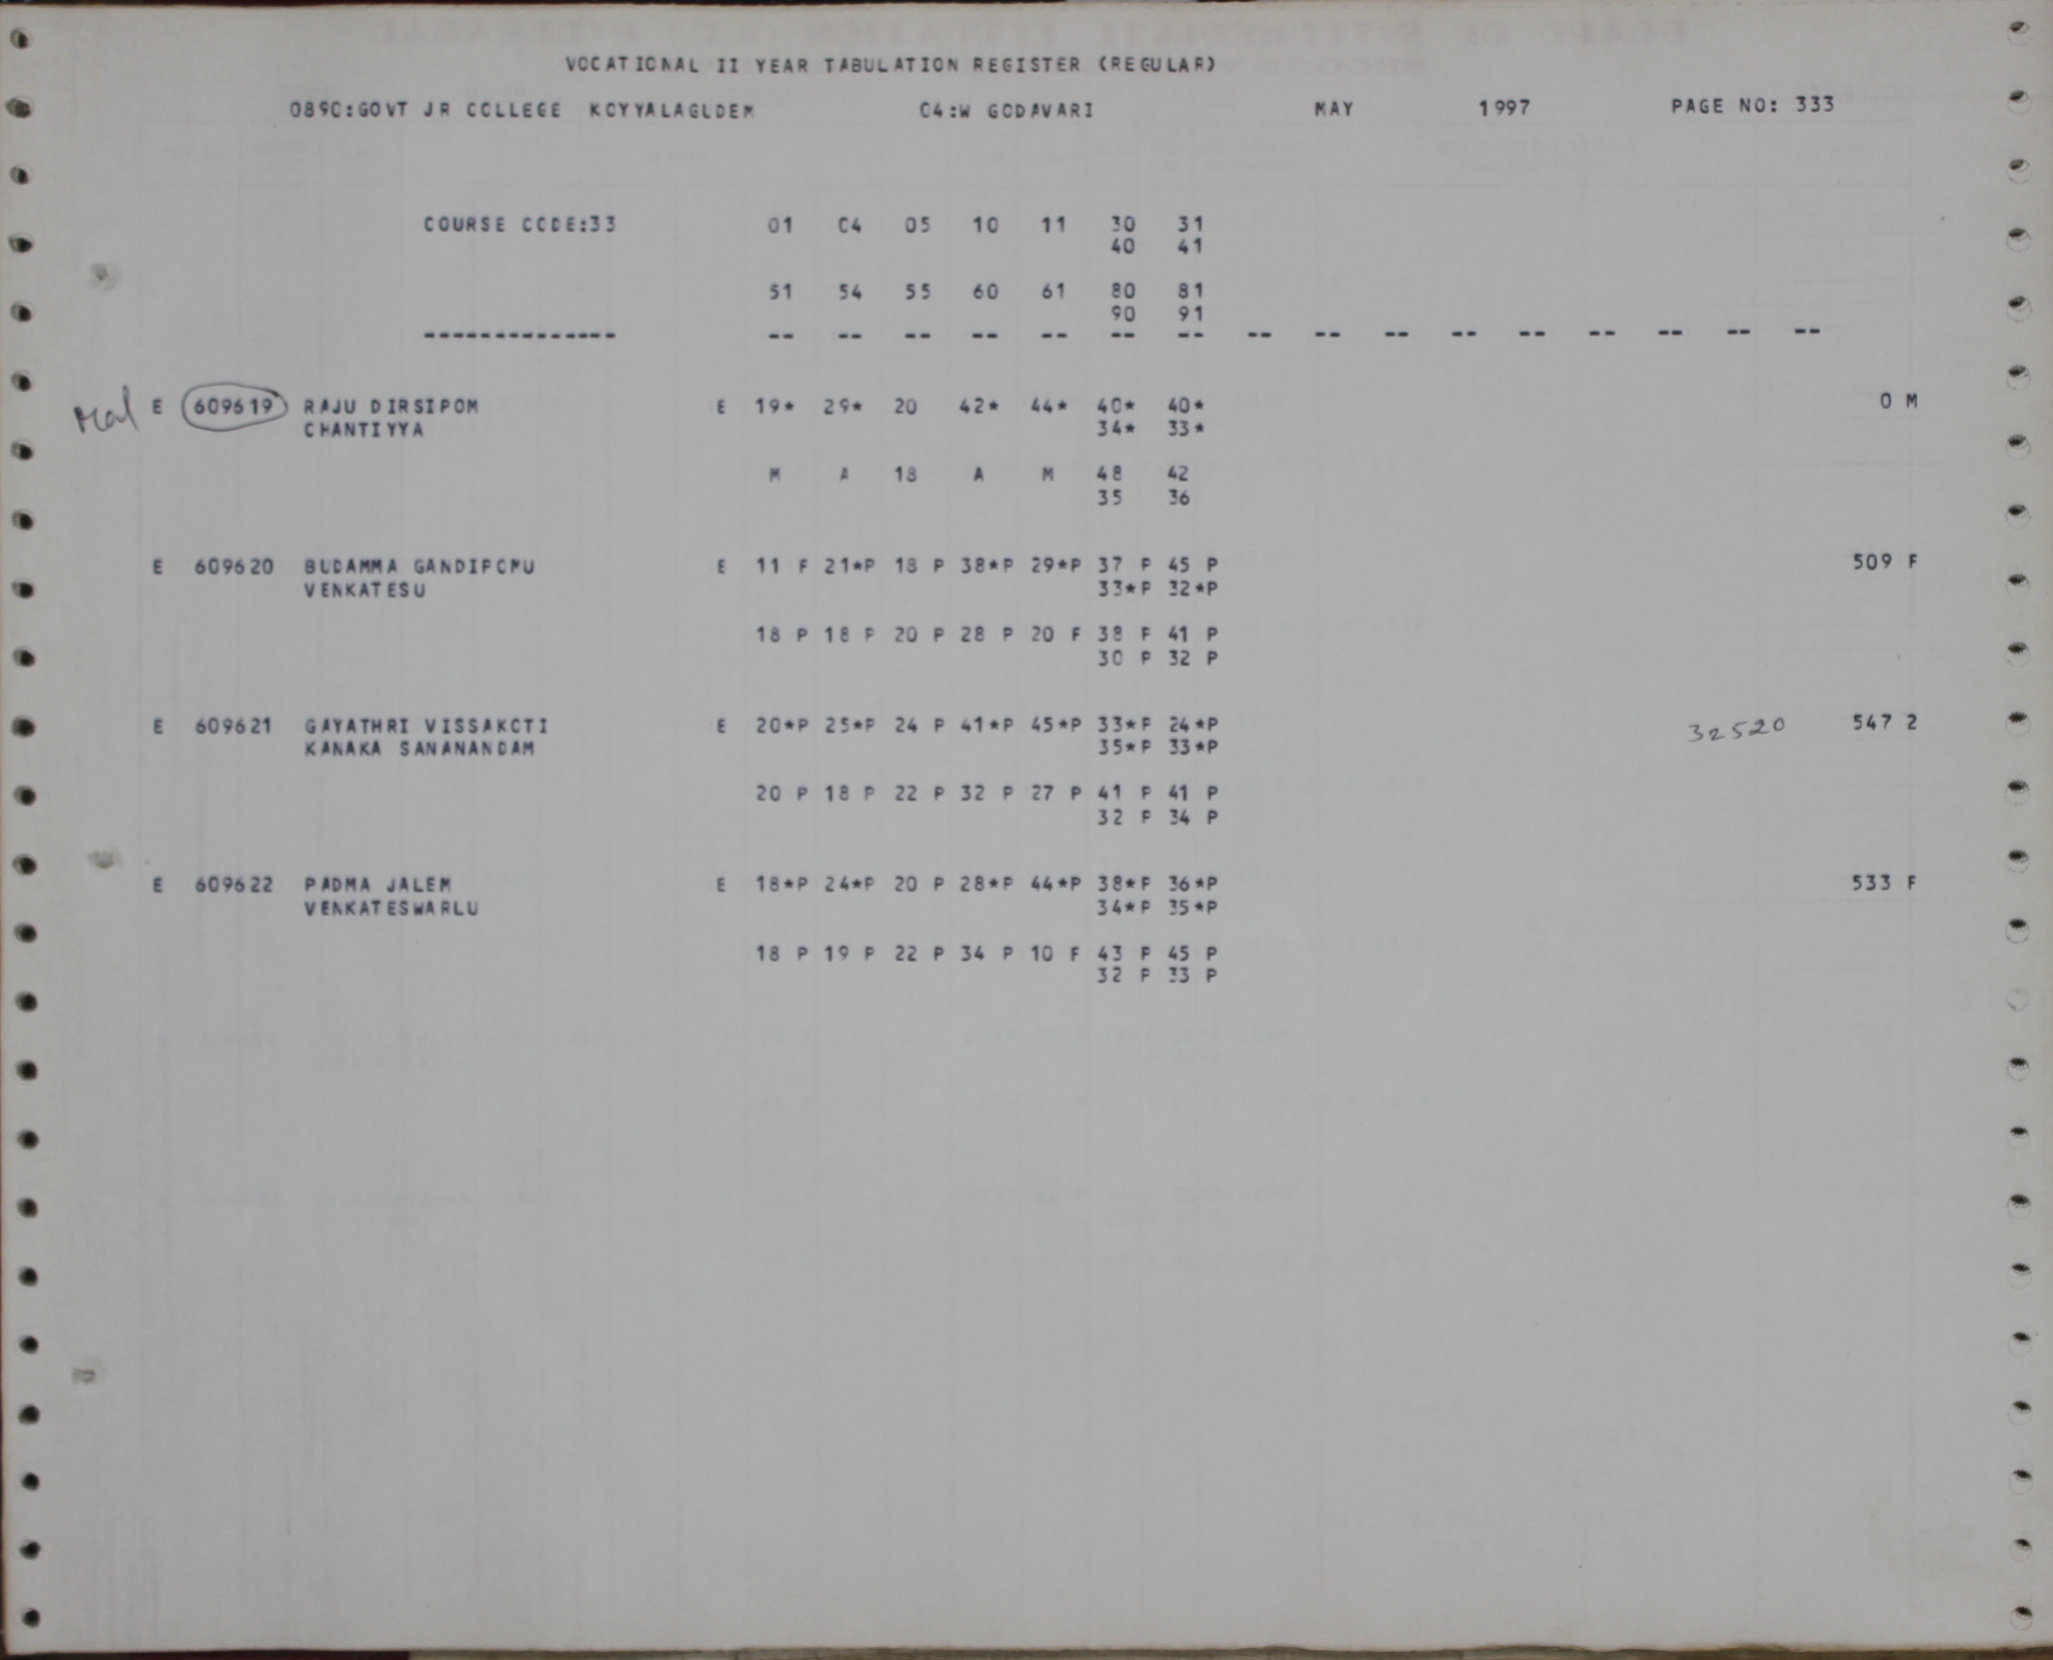 VOCATIONAL II YEAR TABULATION REGISTER (REGULAR)
0890:GOVT JR COLLEGE KOYYALAGUDEM 04:W GODAVARI MAY 1997 PAGE NO: 333
COURSE CODE:33 01 04 05 10 11 30 31
40 41
51 54 55 60 61 80 81
90 91
-------------- -- -- -- -- -- -- -- -- -- -- -- -- -- -- -- --
E 609619 RAJU DIRSIPOM E 19* 29* 20 42* 44* 40* 40* 0 M
CHANTIYYA 34* 33*
M A 18 A M 48 42
35 36
E 609620 BUDAMMA GANDIPOMU E 11 F 21*P 18 P 38*P 29*P 37 P 45 P 509 F
VENKATESU 33*P 32*P
18 P 18 P 20 P 28 P 20 F 38 P 41 P
30 P 32 P
E 609621 GAYATHRI VISSAKOTI E 20*P 25*P 24 P 41*P 45*P 33*P 24*P 32520 547 2
KANAKA SANANANDAM 35*P 33*P
20 P 18 P 22 P 32 P 27 P 41 P 41 P
32 P 34 P
E 609622 PADMA JALEM E 18*P 24*P 20 P 28*P 44*P 38*P 36*P 533 F
VENKATESWARLU 34*P 35*P
18 P 19 P 22 P 34 P 10 F 43 P 45 P
32 P 33 P